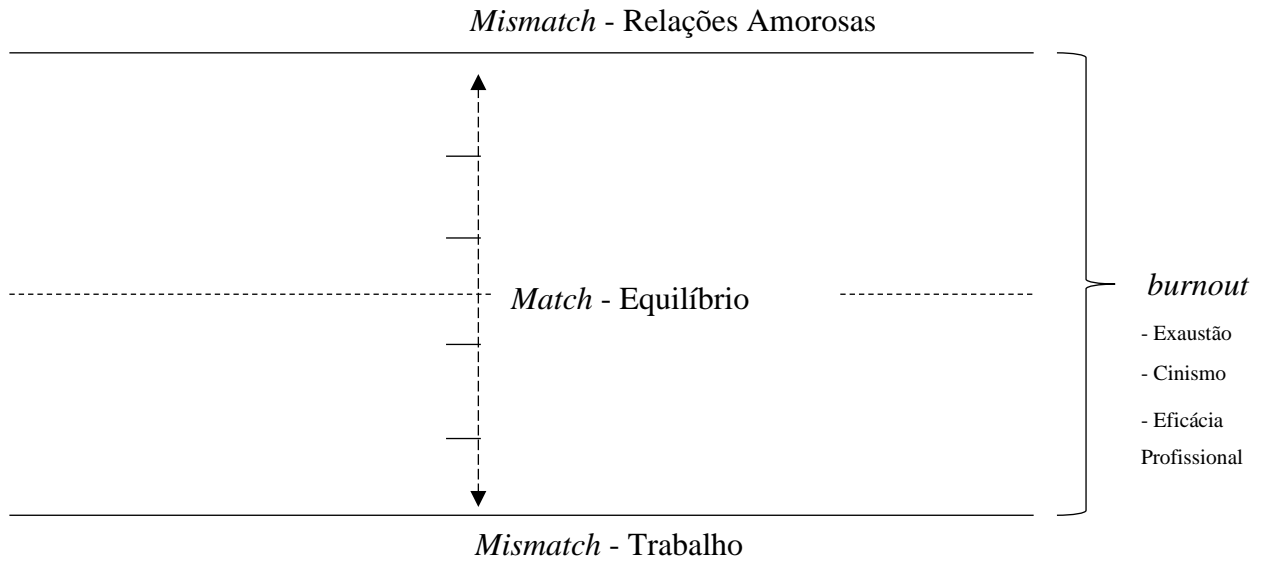 Mismatch - Relações Amorosas
Match - Equilíbrio
burnout
- Exaustão
- Cinismo
- Eficácia
Profissional
Mismatch - Trabalho